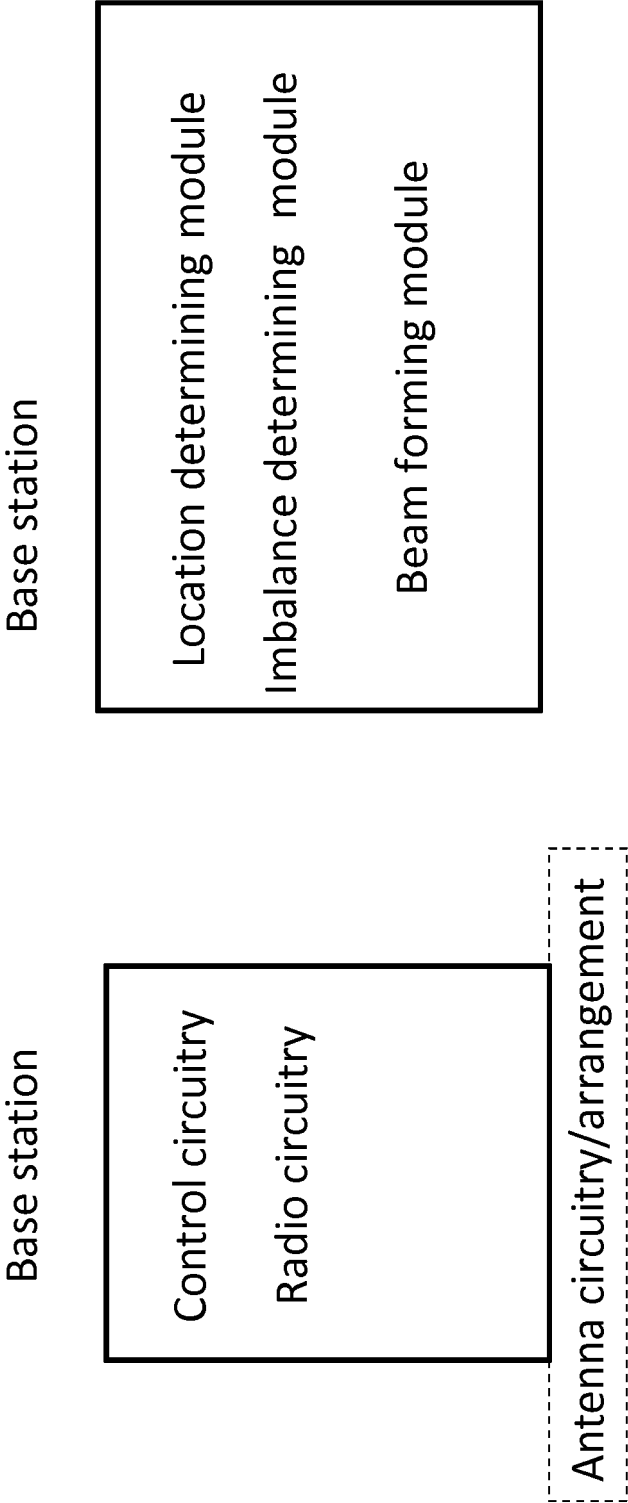 Base station
Control circuitry
Radio circuitry
Antenna circuitry/arrangement
Base station
Location determining module
Imbalance determining module
Beam forming module